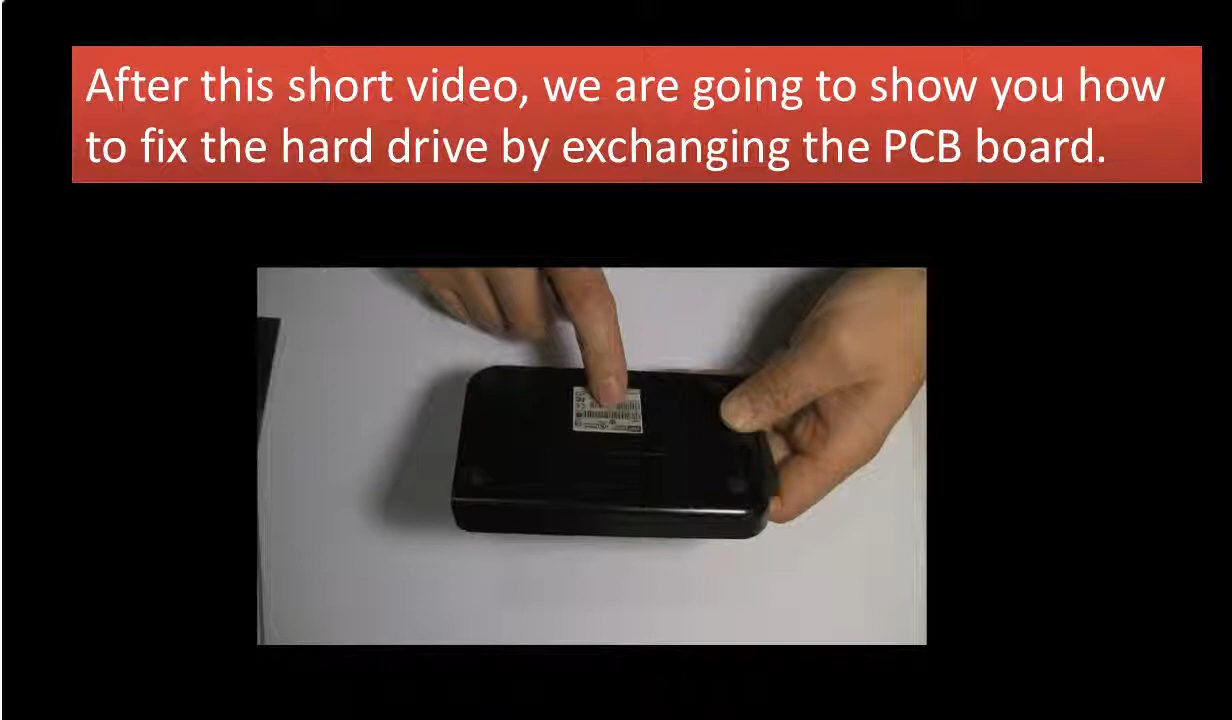 After this short video, we are going to show you how
to fix the hard drive by exchanging the PCB board.